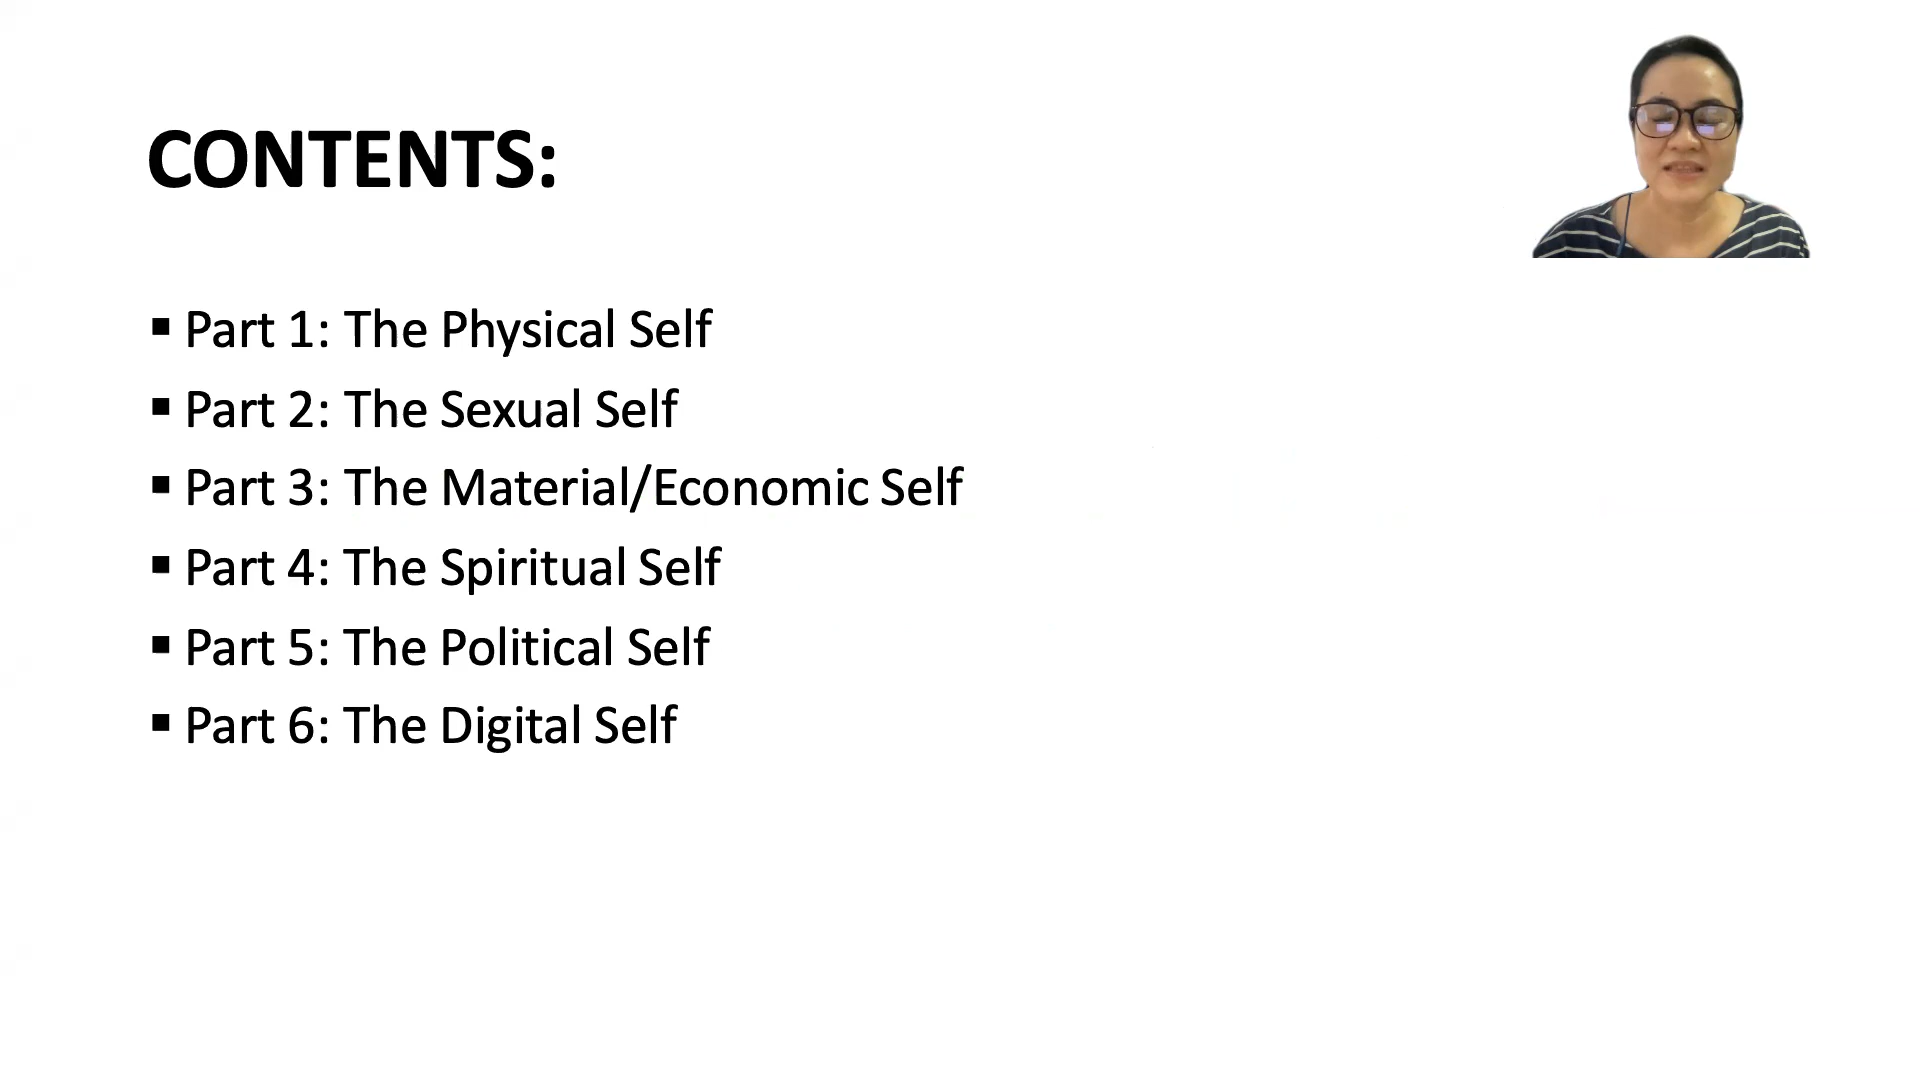 CONTENTS:
▪ Part 1: The Physical Self
▪ Part 2: The Sexual Self
▪ Part 3: The Material/Economic Self
▪ Part 4: The Spiritual Self
▪ Part 5: The Political Self
▪ Part 6: The Digital Self